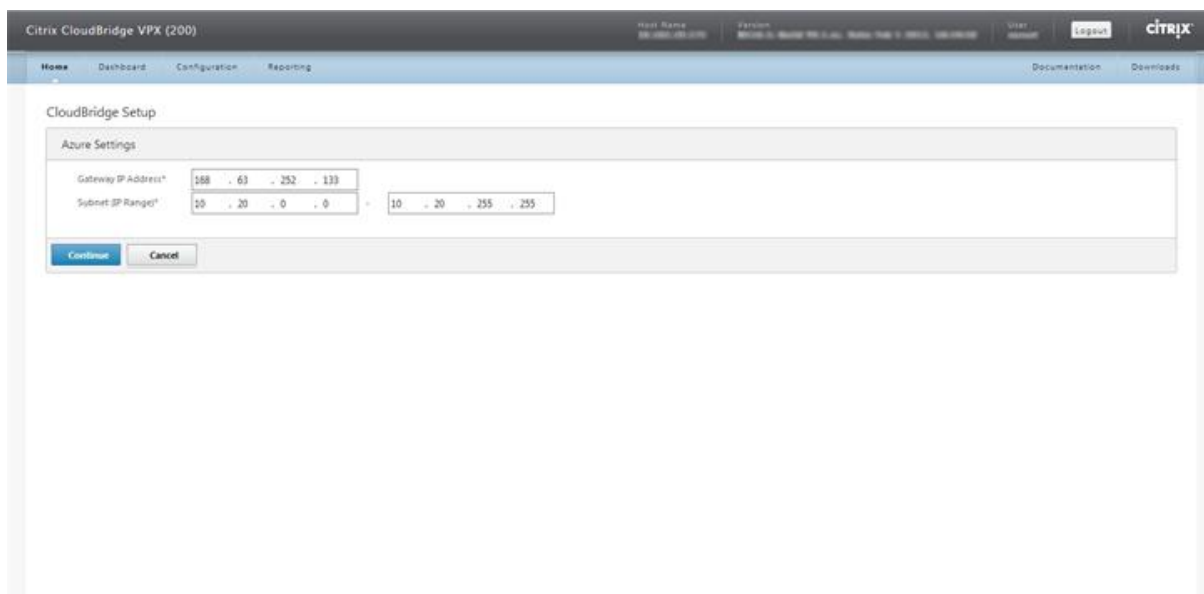 Citrix CloudBridge VPX (200)
Host Name
Version
User
Logout
CITRIX
Home Dashboard Configuration Reporting Documentation Downloads
CloudBridge Setup
Azure Settings
Gateway IP Address* 168 . 63 . 252 . 133
Subnet (IP Range)* 10 . 20 . 0 . 0 - 10 . 20 . 255 . 255
Continue Cancel